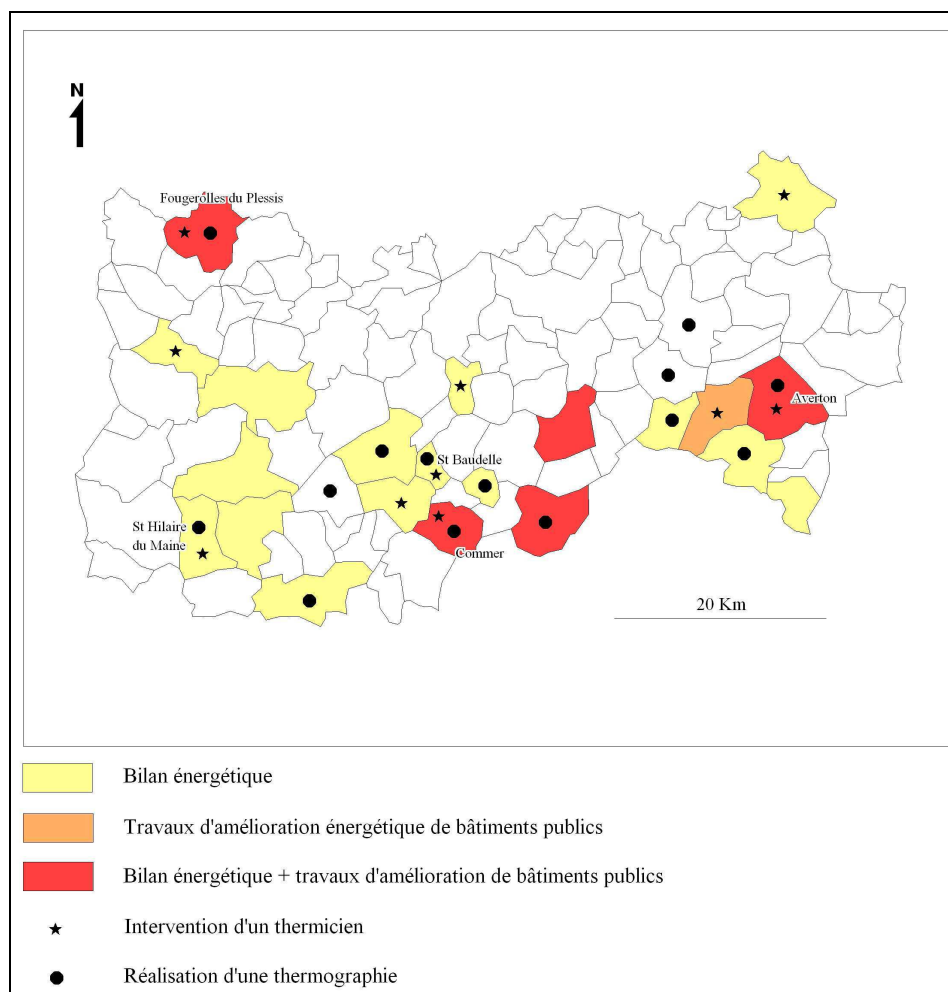 N
Fougerolles du Plessis
Averton
St Baudelle
St Hilaire
du Maine
Commer
20 Km
Bilan énergétique
Travaux d'amélioration énergétique de bâtiments publics
Bilan énergétique + travaux d'amélioration de bâtiments publics
Intervention d'un thermicien
Réalisation d'une thermographie